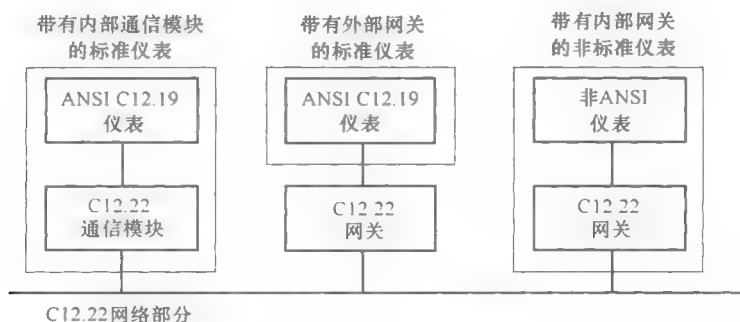 带有内部通信模块
的标准仪表
ANSI C12.19
仪表
C12.22
通信模块
带有外部网关
的标准仪表
ANSI C12.19
仪表
C12 22
网关
带有内部网关
的非标准仪表
非ANSI
仪表
C12 22
网关
C12.22网络部分